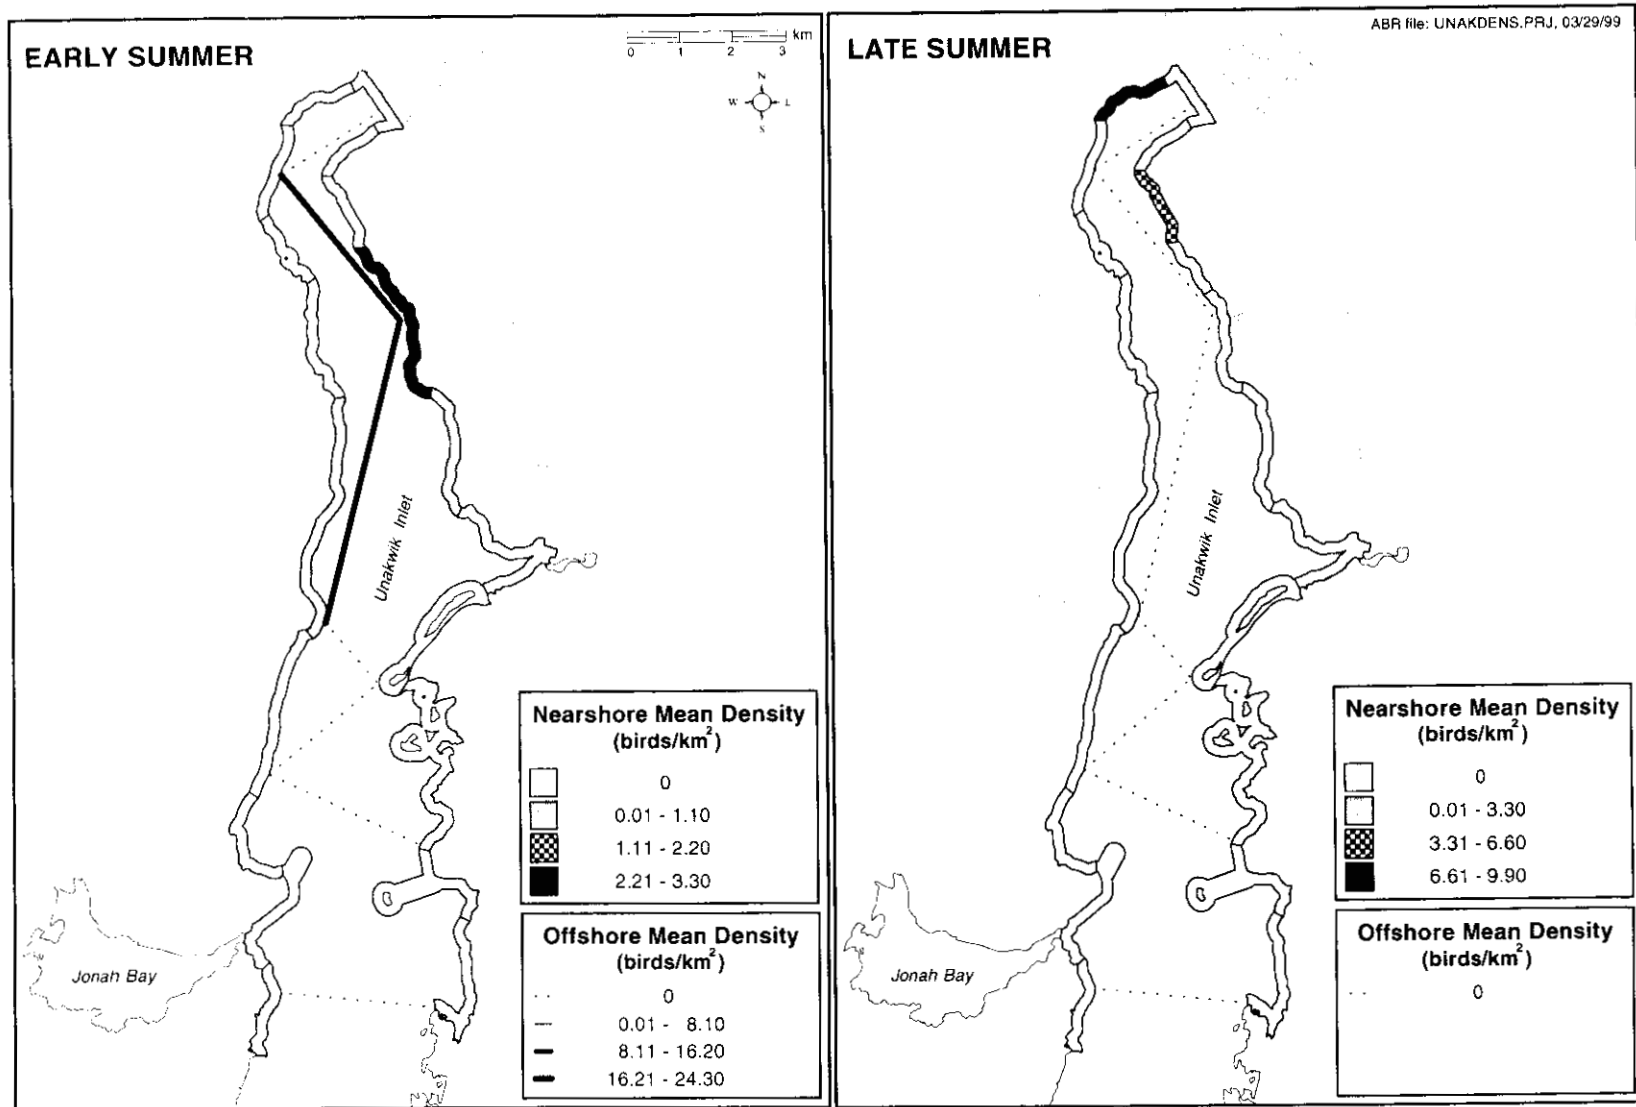 EARLY SUMMER
km
0 1 2 3
N
W L
S
Unakwik Inlet
Jonah Bay
Nearshore Mean Density
(birds/km²)
0
0.01 - 1.10
1.11 - 2.20
2.21 - 3.30
Offshore Mean Density
(birds/km²)
0
0.01 - 8.10
8.11 - 16.20
16.21 - 24.30
ABR file: UNAKDENS.PRJ, 03/29/99
LATE SUMMER
Unakwik Inlet
Jonah Bay
Nearshore Mean Density
(birds/km²)
0
0.01 - 3.30
3.31 - 6.60
6.61 - 9.90
Offshore Mean Density
(birds/km²)
0